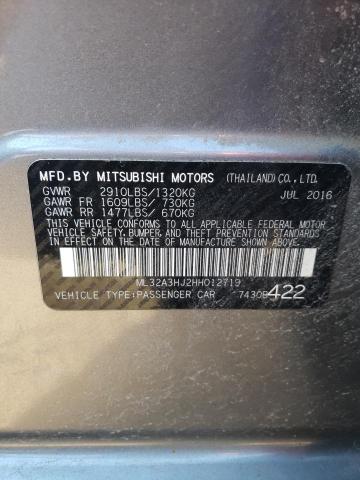 MFD.BY MITSUBISHI MOTORS (THAILAND) CO., LTD.
GVWR 2910LBS/1320KG JUL 2016
GAWR FR 1609LBS/ 730KG
GAWR RR 1477LBS/ 670KG
THIS VEHICLE CONFORMS TO ALL APPLICABLE
FEDERAL MOTOR VEHICLE SAFETY,
BUMPER, AND THEFT PREVENTION STANDARDS
IN EFFECT ON THE DATE OF MANUFACTURE
SHOWN ABOVE.
ML32A3HJ2HH012719
VEHICLE TYPE:PASSENGER CAR 7430B 422